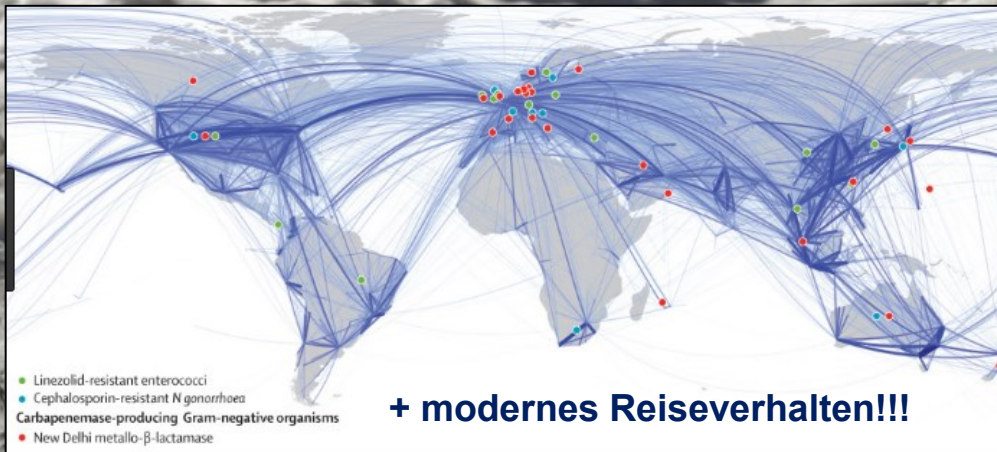 Linezolid-resistant enterococci
Cephalosporin-resistant N gonorrhoea
Carbapenemase-producing Gram-negative organisms
New Delhi metallo-β-lactamase
+ modernes Reiseverhalten!!!